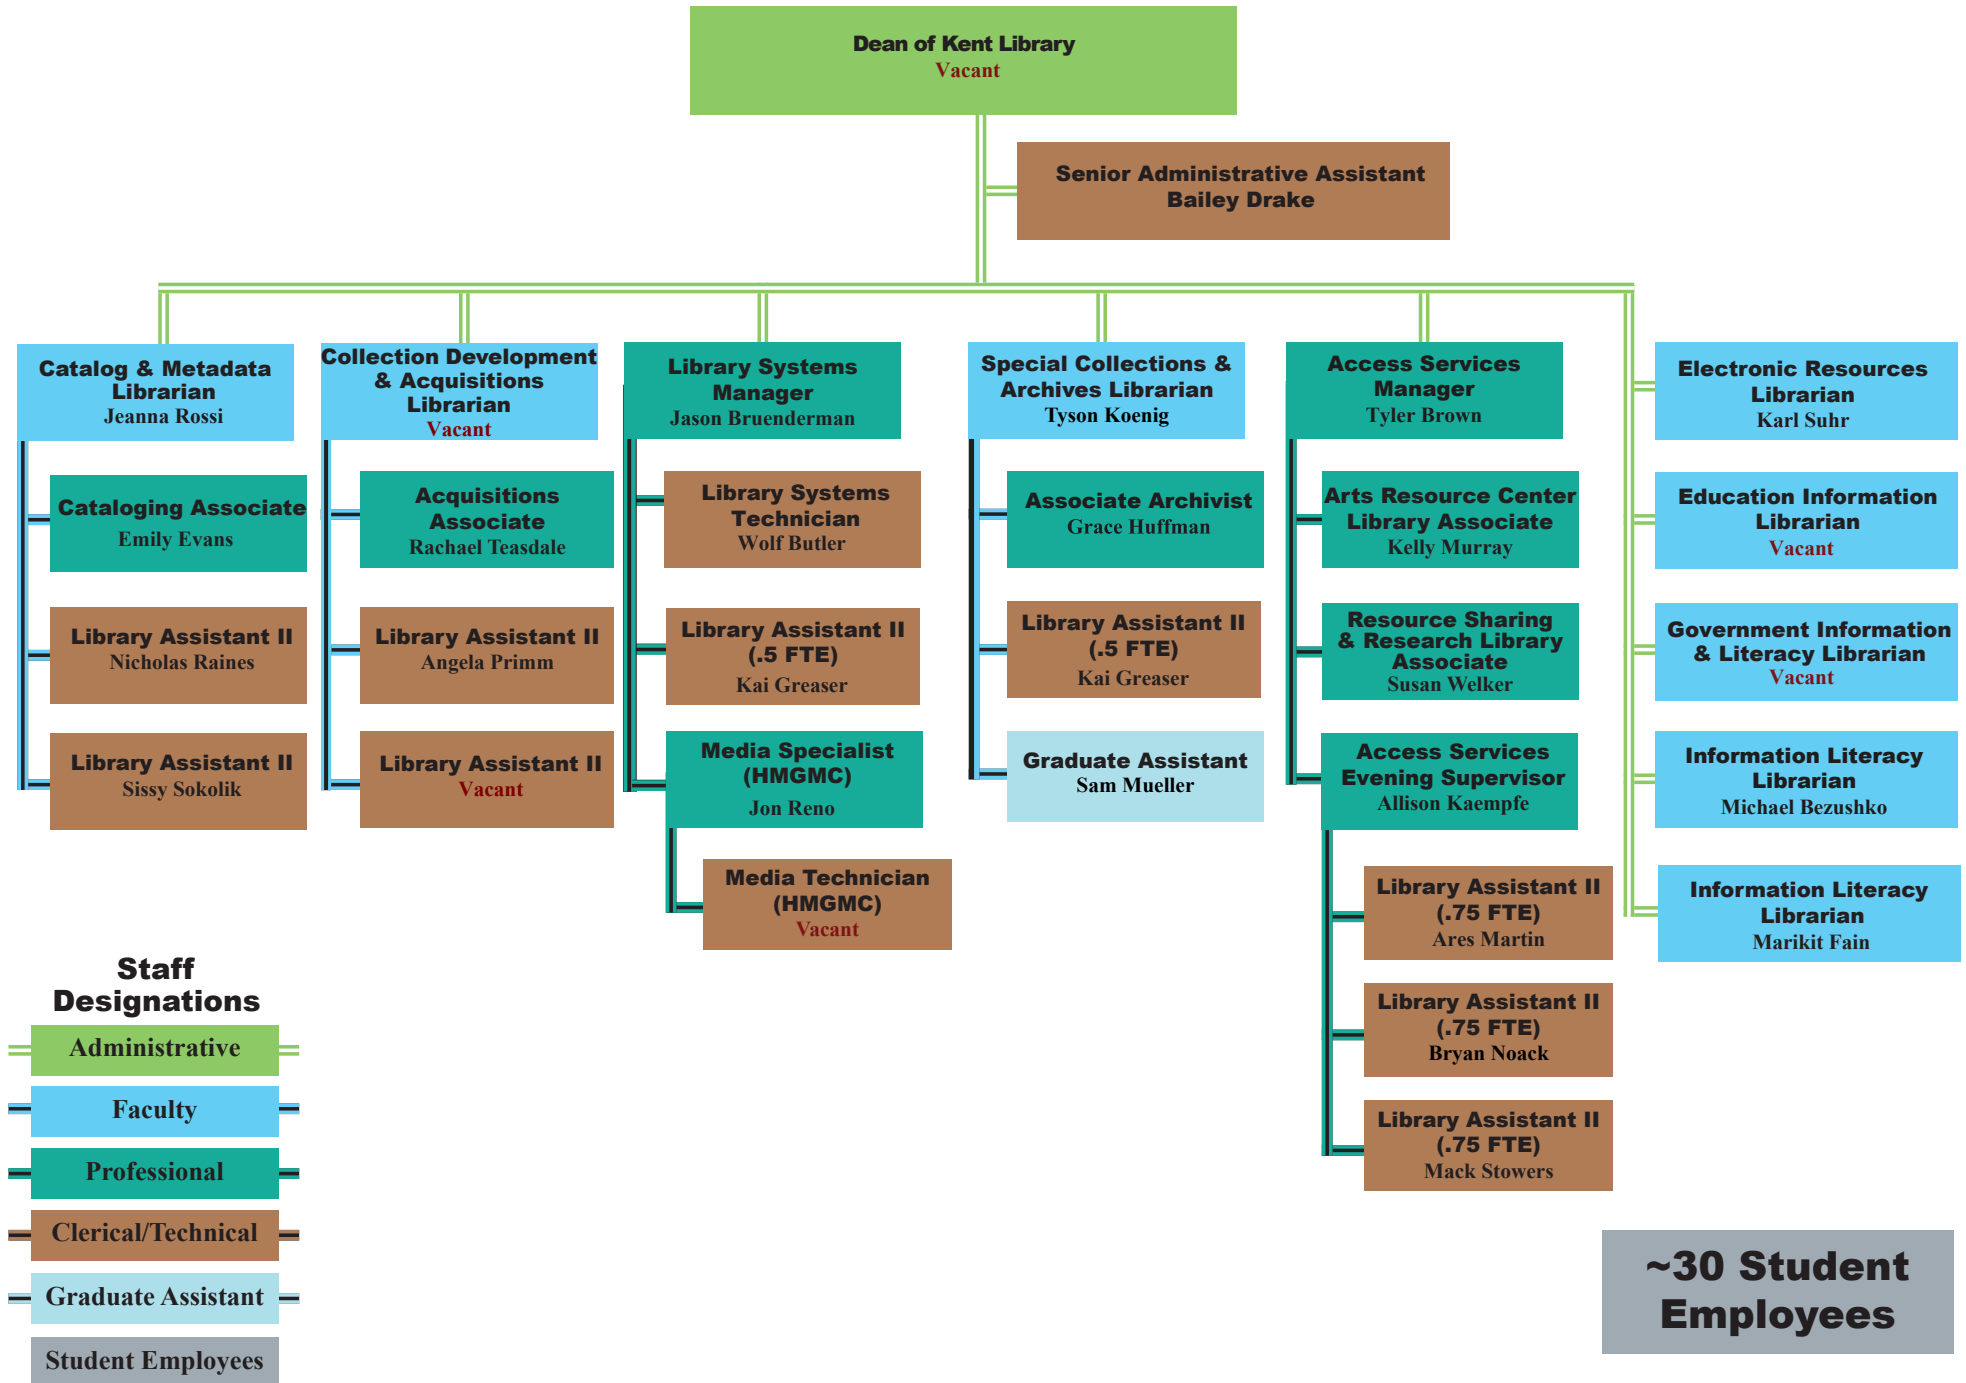 Dean of Kent Library
Vacant
Senior Administrative Assistant
Bailey Drake
Catalog & Metadata
Librarian
Jeanna Rossi
Cataloging Associate
Emily Evans
Library Assistant II
Nicholas Raines
Library Assistant II
Sissy Sokolik
Collection Development
& Acquisitions
Librarian
Vacant
Acquisitions
Associate
Rachael Teasdale
Library Assistant II
Angela Primm
Library Assistant II
Vacant
Library Systems
Manager
Jason Bruenderman
Library Systems
Technician
Wolf Butler
Library Assistant II
(.5 FTE)
Kai Greaser
Media Specialist
(HMGMC)
Jon Reno
Media Technician
(HMGMC)
Vacant
Special Collections &
Archives Librarian
Tyson Koenig
Associate Archivist
Grace Huffman
Library Assistant II
(.5 FTE)
Kai Greaser
Graduate Assistant
Sam Mueller
Access Services
Manager
Tyler Brown
Arts Resource Center
Library Associate
Kelly Murray
Resource Sharing
& Research Library
Associate
Susan Welker
Access Services
Evening Supervisor
Allison Kaempfe
Library Assistant II
(.75 FTE)
Ares Martin
Library Assistant II
(.75 FTE)
Bryan Noack
Library Assistant II
(.75 FTE)
Mack Stowers
Electronic Resources
Librarian
Karl Suhr
Education Information
Librarian
Vacant
Government Information
& Literacy Librarian
Vacant
Information Literacy
Librarian
Michael Bezushko
Information Literacy
Librarian
Marikit Fain
Staff
Designations
Administrative
Faculty
Professional
Clerical/Technical
Graduate Assistant
Student Employees
~30 Student
Employees